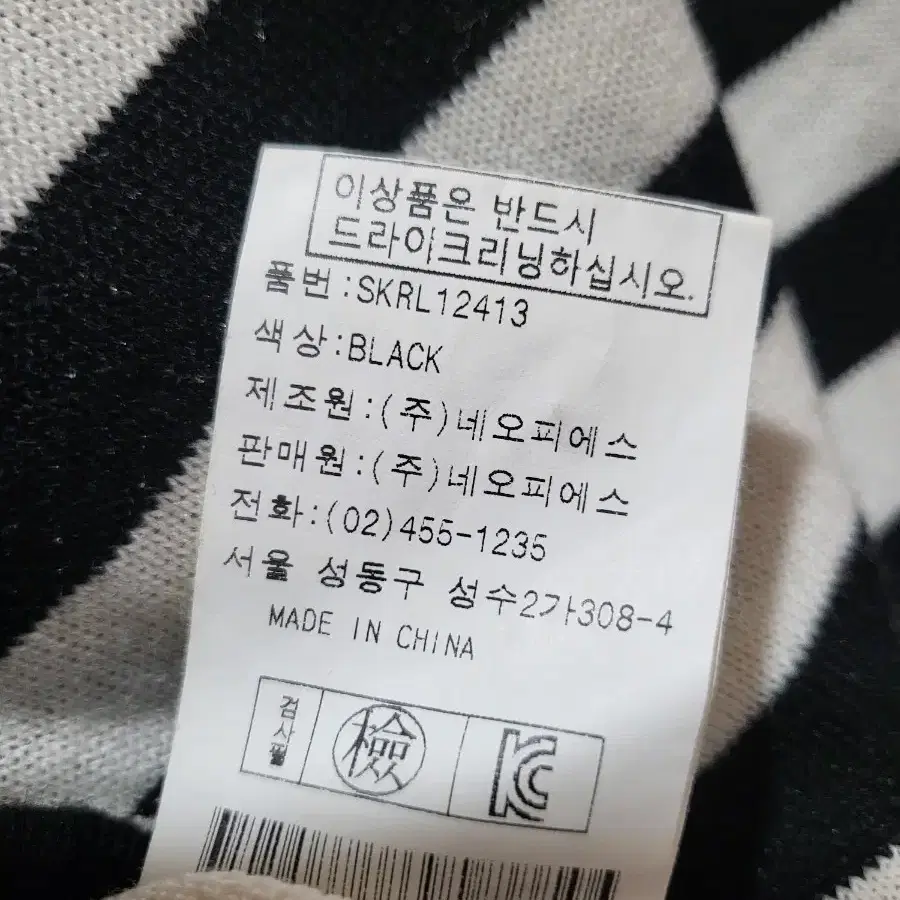 이상품은 반드시
드라이크리닝하십시오.
품번:SKRL12413
색상:BLACK
제조원:(주)네오피에스
판매원:(주)네오피에스
전화:(02)455-1235
서울 성동구 성수2가308-4
MADE IN CHINA
검사필 檢 KC